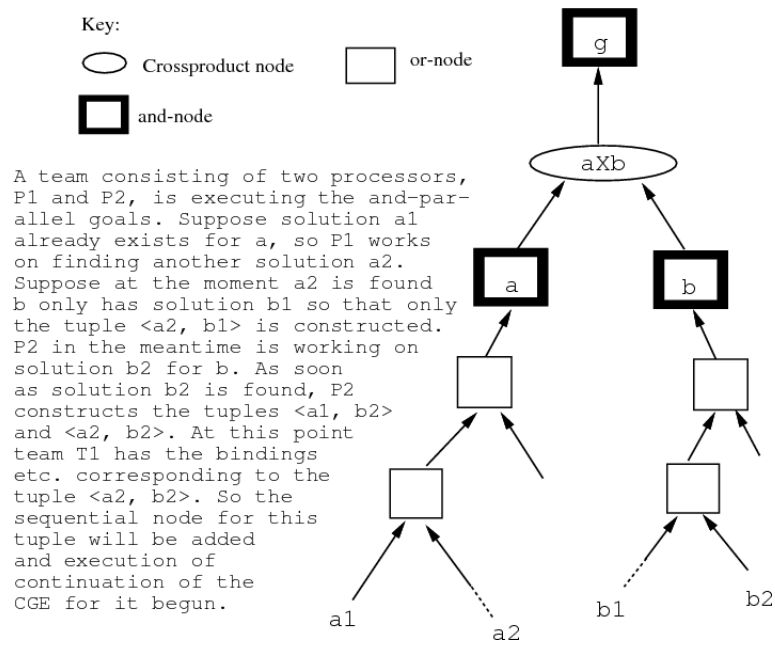 Key:
g
Crossproduct node
or-node
and-node
aXb
A team consisting of two processors,
P1 and P2, is executing the and-par-
allel goals. Suppose solution a1
already exists for a, so P1 works
on finding another solution a2.
Suppose at the moment a2 is found
b only has solution b1 so that only
the tuple <a2, b1> is constructed.
P2 in the meantime is working on
solution b2 for b. As soon
as solution b2 is found, P2
constructs the tuples <a1, b2>
and <a2, b2>. At this point
team T1 has the bindings
etc. corresponding to the
tuple <a2, b2>. So the
sequential node for this
tuple will be added
and execution of
continuation of the
CGE for it begun.
a
b
a1
a2
b1
b2